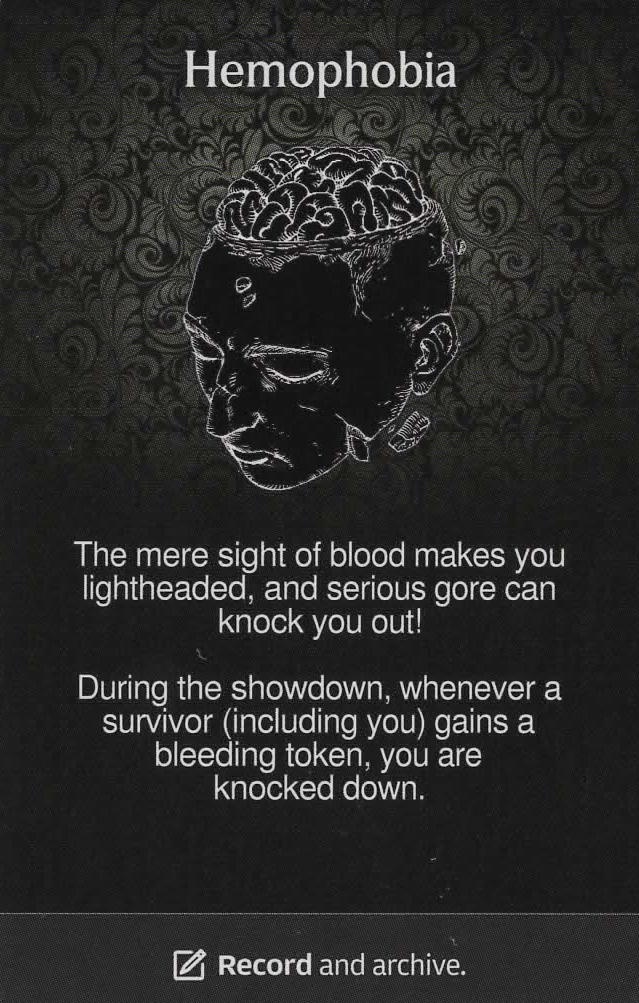 Hemophobia
The mere sight of blood makes you
lightheaded, and serious gore can
knock you out!
During the showdown, whenever a
survivor (including you) gains a
bleeding token, you are
knocked down.
Record and archive.